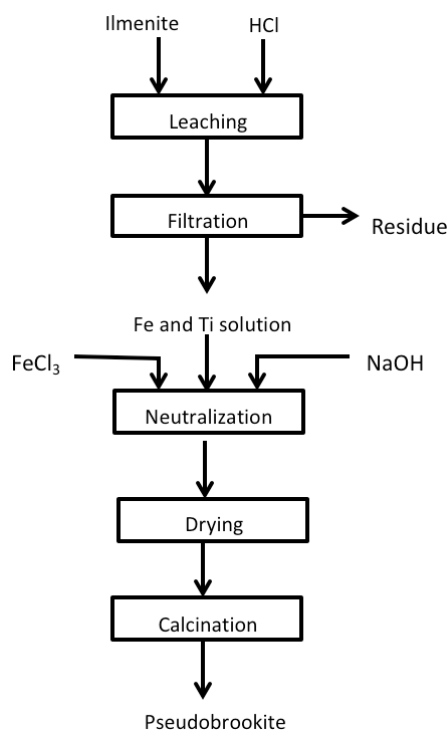 Ilmenite HCl
Leaching
Filtration
Residue
Fe and Ti solution
FeCl₃ NaOH
Neutralization
Drying
Calcination
Pseudobrookite